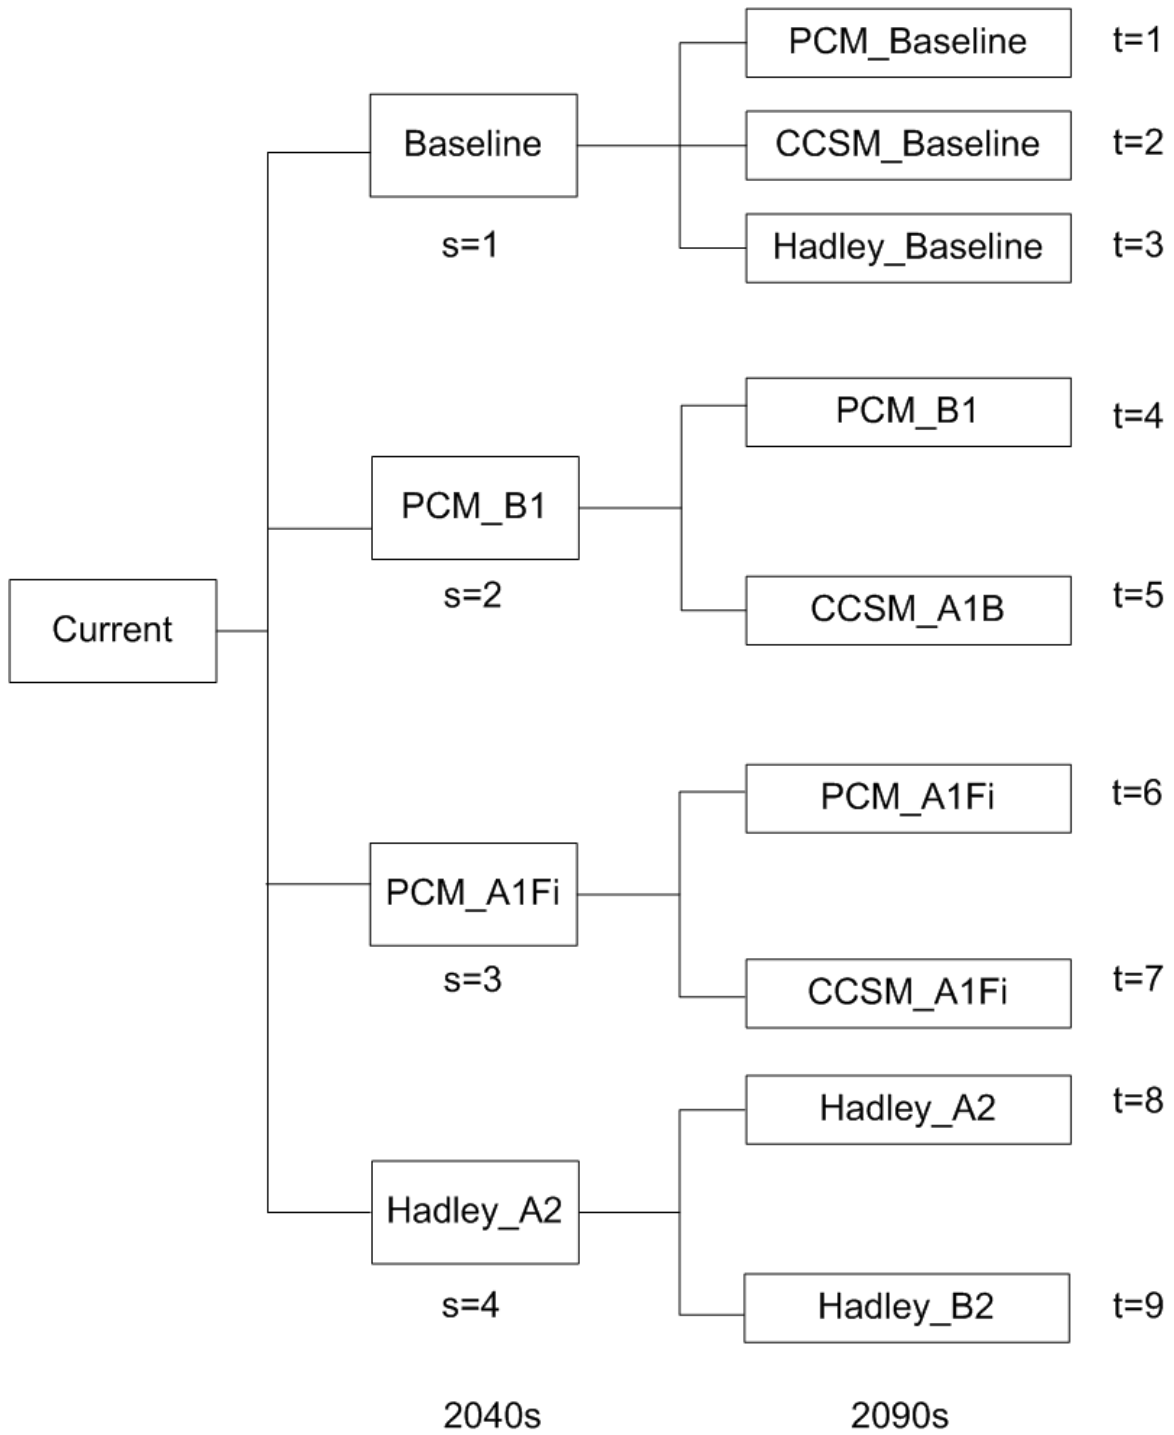 PCM_Baseline t=1
Baseline CCSM_Baseline t=2
s=1 Hadley_Baseline t=3
PCM_B1 t=4
PCM_B1
s=2 CCSM_A1B t=5
Current
PCM_A1Fi t=6
PCM_A1Fi
s=3 CCSM_A1Fi t=7
Hadley_A2 t=8
Hadley_A2
s=4 Hadley_B2 t=9
2040s 2090s